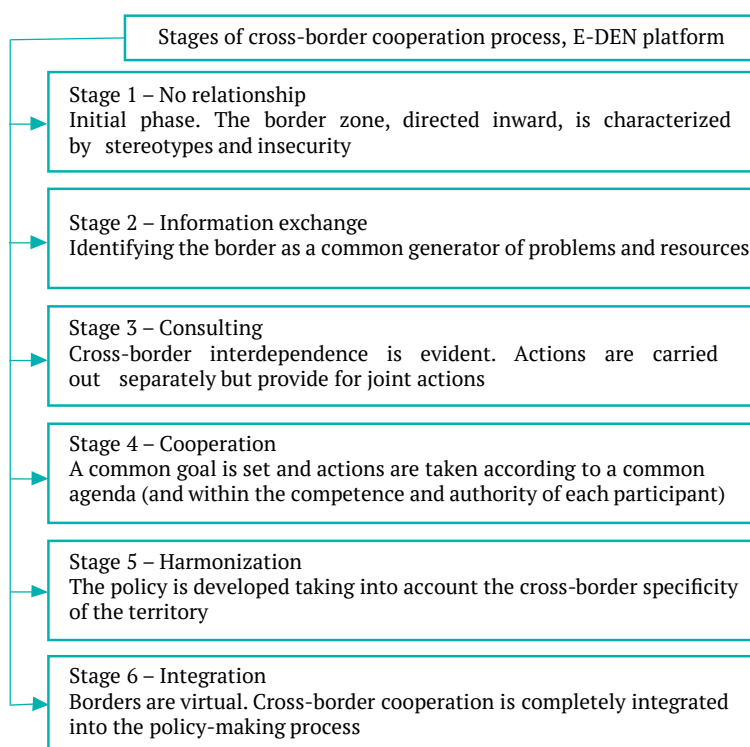 Stages of cross-border cooperation process, E-DEN platform
Stage 1 – No relationship
Initial phase. The border zone, directed inward, is characterized
by stereotypes and insecurity
Stage 2 – Information exchange
Identifying the border as a common generator of problems and resources
Stage 3 – Consulting
Cross-border interdependence is evident. Actions are carried
out separately but provide for joint actions
Stage 4 – Cooperation
A common goal is set and actions are taken according to a common
agenda (and within the competence and authority of each participant)
Stage 5 – Harmonization
The policy is developed taking into account the cross-border specificity
of the territory
Stage 6 – Integration
Borders are virtual. Cross-border cooperation is completely integrated
into the policy-making process